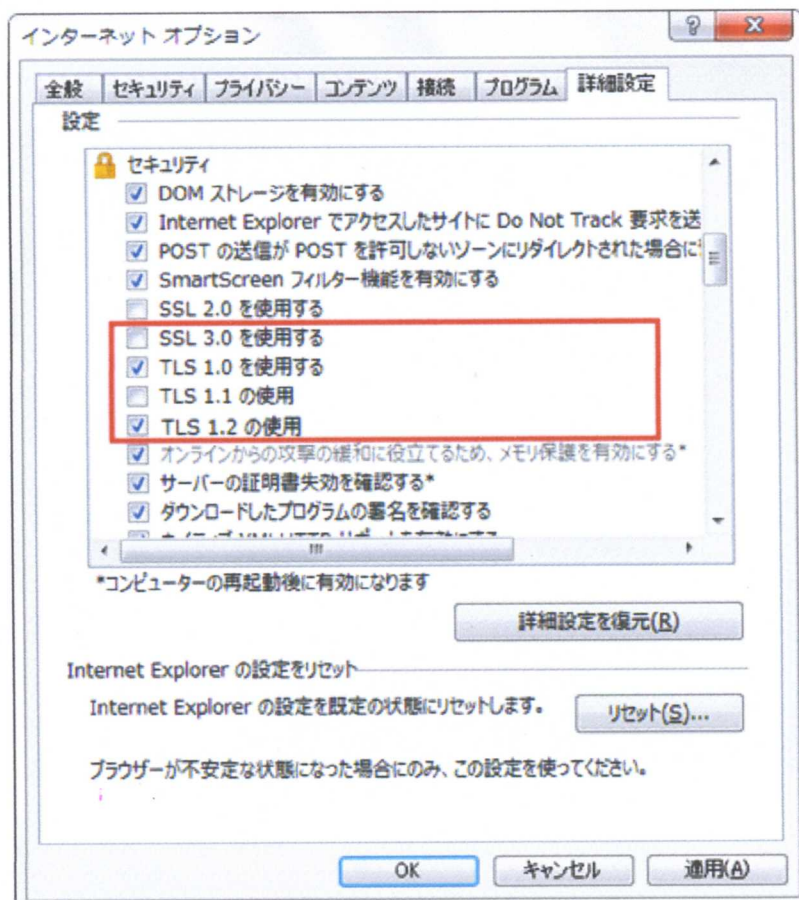 インターネット オプション
全般 セキュリティ プライバシー コンテンツ 接続 プログラム 詳細設定
設定
セキュリティ
DOM ストレージを有効にする
Internet Explorer でアクセスしたサイトに Do Not Track 要求を送
POST の送信が POST を許可しないゾーンにリダイレクトされた場合に
SmartScreen フィルター機能を有効にする
SSL 2.0 を使用する
SSL 3.0 を使用する
TLS 1.0 を使用する
TLS 1.1 の使用
TLS 1.2 の使用
オンラインからの攻撃の緩和に役立てるため、メモリ保護を有効にする*
サーバーの証明書失効を確認する*
ダウンロードしたプログラムの署名を確認する
*コンピューターの再起動後に有効になります
詳細設定を復元(R)
Internet Explorer の設定をリセット
Internet Explorer の設定を既定の状態にリセットします。
リセット(S)...
ブラウザーが不安定な状態になった場合にのみ、この設定を使ってください。
OK キャンセル 適用(A)